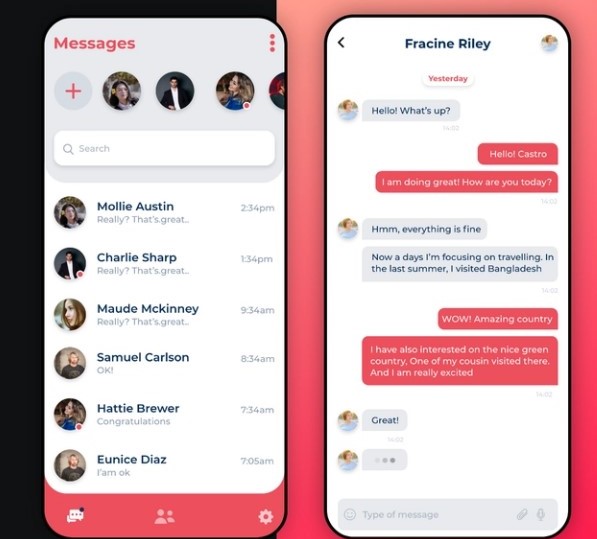 Messages
Search
Mollie Austin
2:34pm
Really? That's.great..
Charlie Sharp
1:34pm
Really? That's.great..
Maude Mckinney
9:34am
Really? That's.great..
Samuel Carlson
8:34am
OK!
Hattie Brewer
7:34am
Congratulations
Eunice Diaz
7:05am
I'am ok
Fracine Riley
Yesterday
Hello! What's up?
14:02
Hello! Castro
I am doing great! How are you today?
14:02
Hmm, everything is fine
Now a days I'm focusing on travelling. In
the last summer, I visited Bangladesh
14:02
WOW! Amazing country
I have also interested on the nice green
country, One of my cousin visited there.
And I am really excited
14:02
Great!
14:02
Type of message